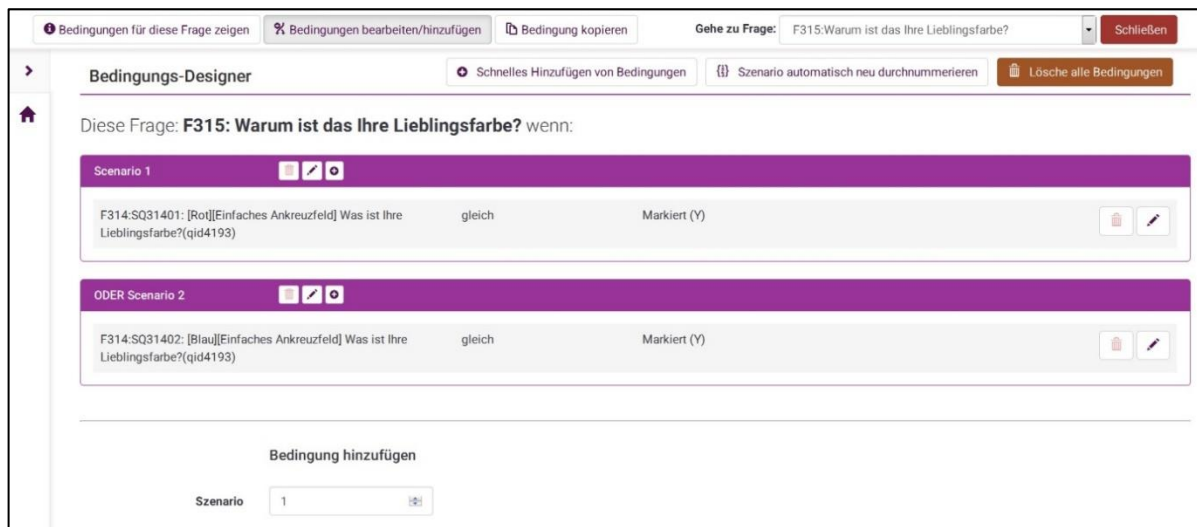 Bedingungen für diese Frage zeigen Bedingungen bearbeiten/hinzufügen Bedingung kopieren Gehe zu Frage: F315:Warum ist das Ihre Lieblingsfarbe? Schließen
Bedingungs-Designer Schnelles Hinzufügen von Bedingungen Szenario automatisch neu durchnummerieren Lösche alle Bedingungen
Diese Frage: F315: Warum ist das Ihre Lieblingsfarbe? wenn:
Scenario 1
F314:SQ31401: [Rot][Einfaches Ankreuzfeld] Was ist Ihre gleich Markiert (Y)
Lieblingsfarbe?(qid4193)
ODER Scenario 2
F314:SQ31402: [Blau][Einfaches Ankreuzfeld] Was ist Ihre gleich Markiert (Y)
Lieblingsfarbe?(qid4193)
Bedingung hinzufügen
Szenario 1